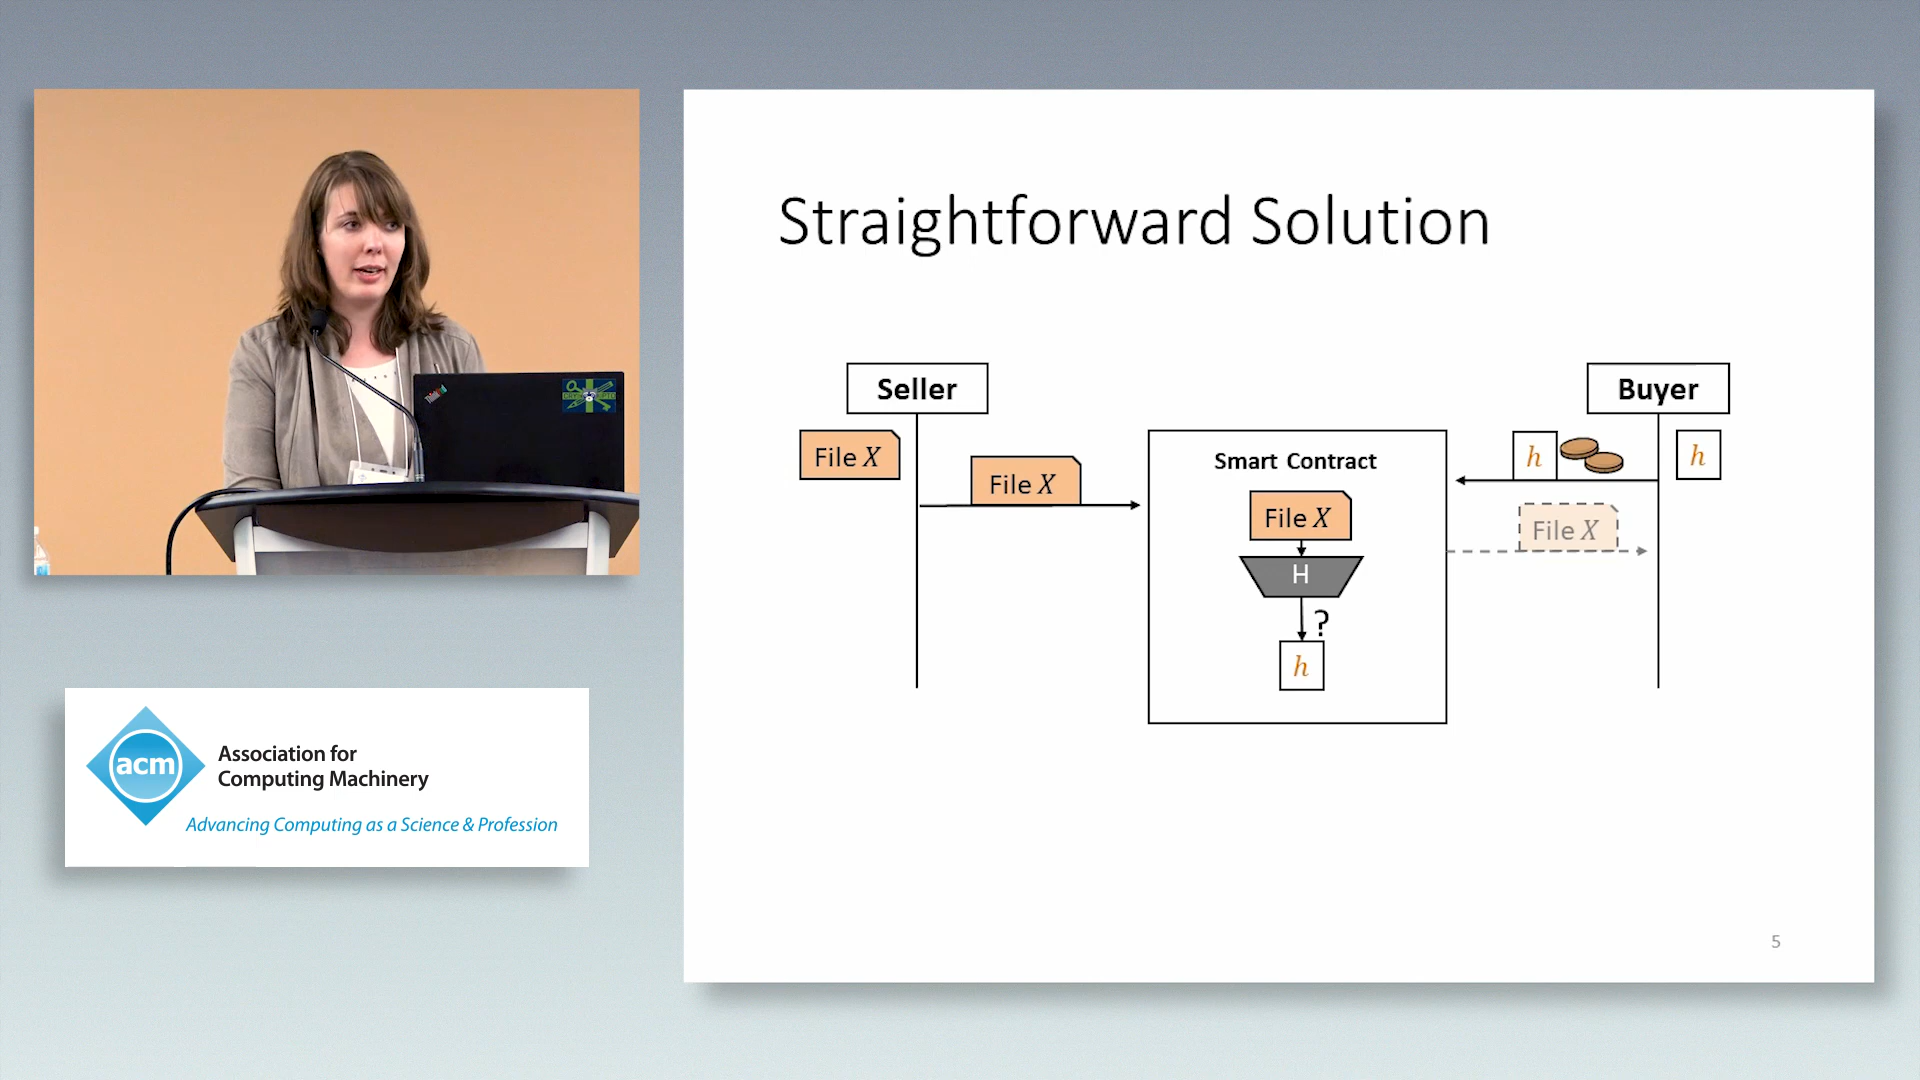 Straightforward Solution
Seller
Buyer
File X
File X
Smart Contract
File X
H
?
h
h
h
File X
5
acm
Association for
Computing Machinery
Advancing Computing as a Science & Profession